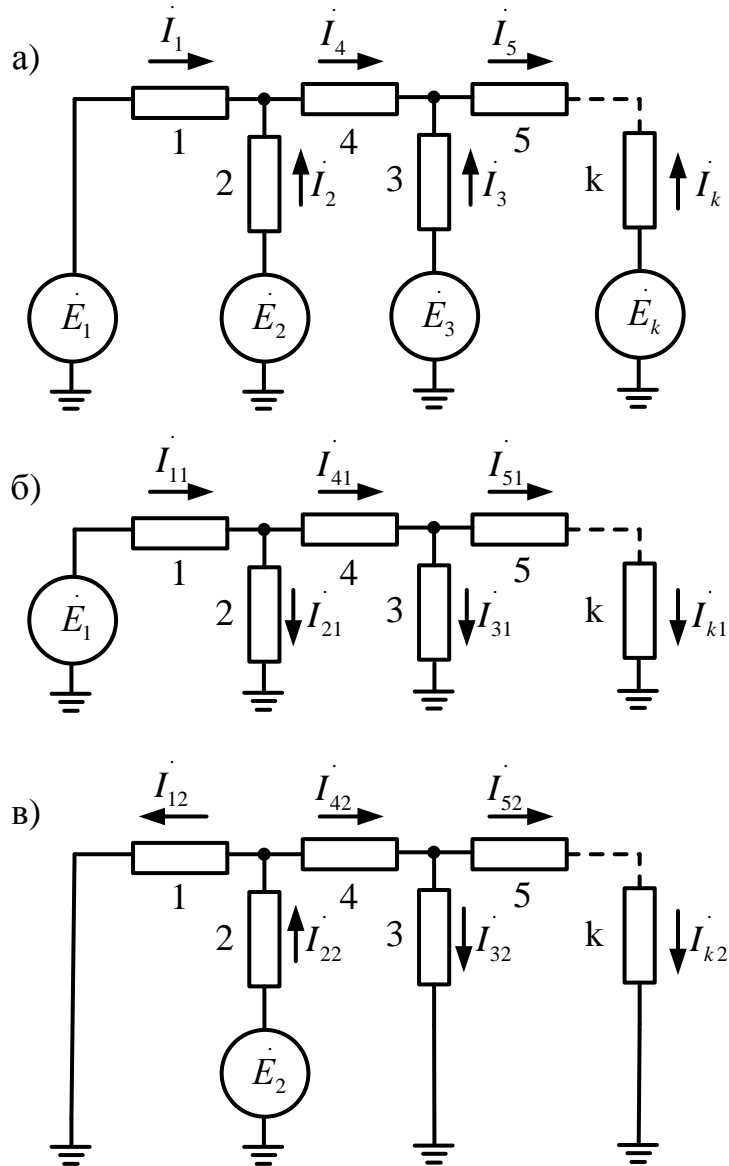 а)
İ₁ İ₄ İ₅
1 4 5
2 İ₂ 3 İ₃ k İₖ
Ė₁ Ė₂ Ė₃ Ėₖ
б)
İ₁₁ İ₄₁ İ₅₁
1 4 5
Ė₁ 2 İ₂₁ 3 İ₃₁ k İₖ₁
в)
İ₁₂ İ₄₂ İ₅₂
1 4 5
2 İ₂₂ 3 İ₃₂ k İₖ₂
Ė₂